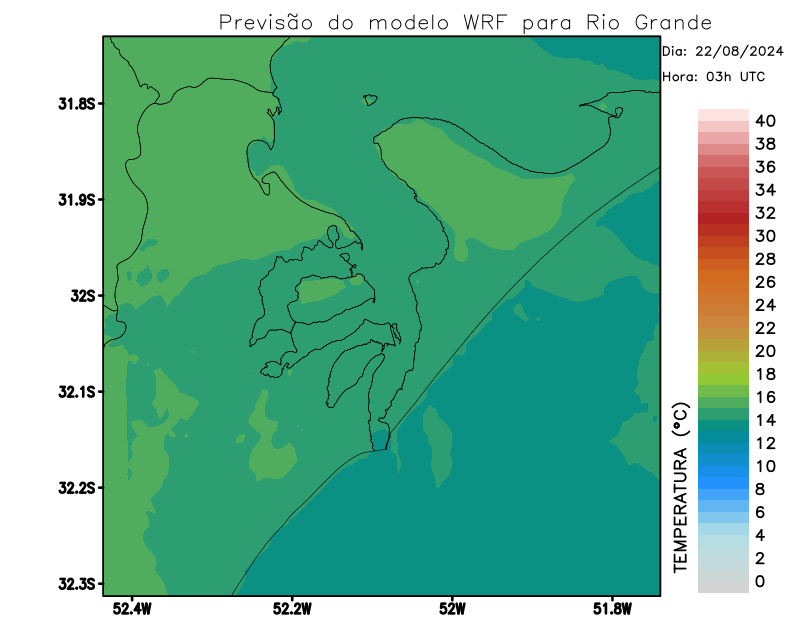 Previsão do modelo WRF para Rio Grande
Dia: 22/08/2024
Hora: 03h UTC
31.8S
31.9S
32S
32.1S
32.2S
32.3S
52.4W
52.2W
52W
51.8W
TEMPERATURA (°C)
40
38
36
34
32
30
28
26
24
22
20
18
16
14
12
10
8
6
4
2
0